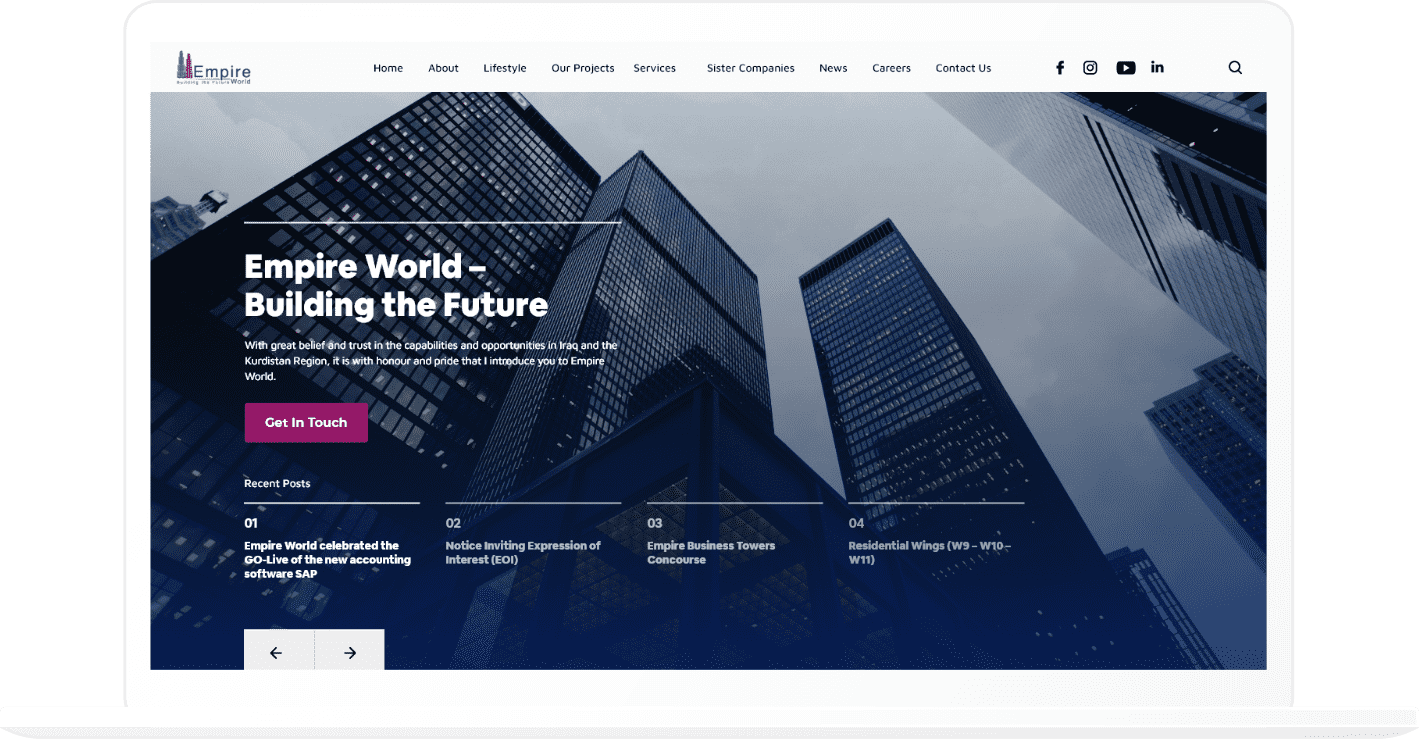 Empire
Building the Future World
Home About Lifestyle Our Projects Services Sister Companies News Careers Contact Us
Empire World –
Building the Future
With great belief and trust in the capabilities and opportunities in Iraq and the
Kurdistan Region, it is with honour and pride that I introduce you to Empire
World.
Get In Touch
Recent Posts
01
Empire World celebrated the
GO-Live of the new accounting
software SAP
02
Notice Inviting Expression of
Interest (EOI)
03
Empire Business Towers
Concourse
04
Residential Wings (W9 – W10 –
W11)